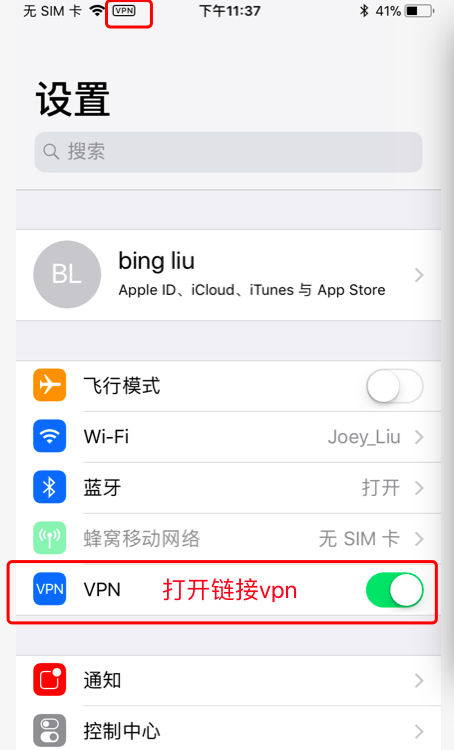 无 SIM 卡 VPN 下午11:37 41%
设置
搜索
BL
bing liu
Apple ID、iCloud、iTunes 与 App Store
飞行模式
Wi-Fi Joey_Liu
蓝牙 打开
蜂窝移动网络 无 SIM 卡
VPN VPN 打开链接vpn
通知
控制中心